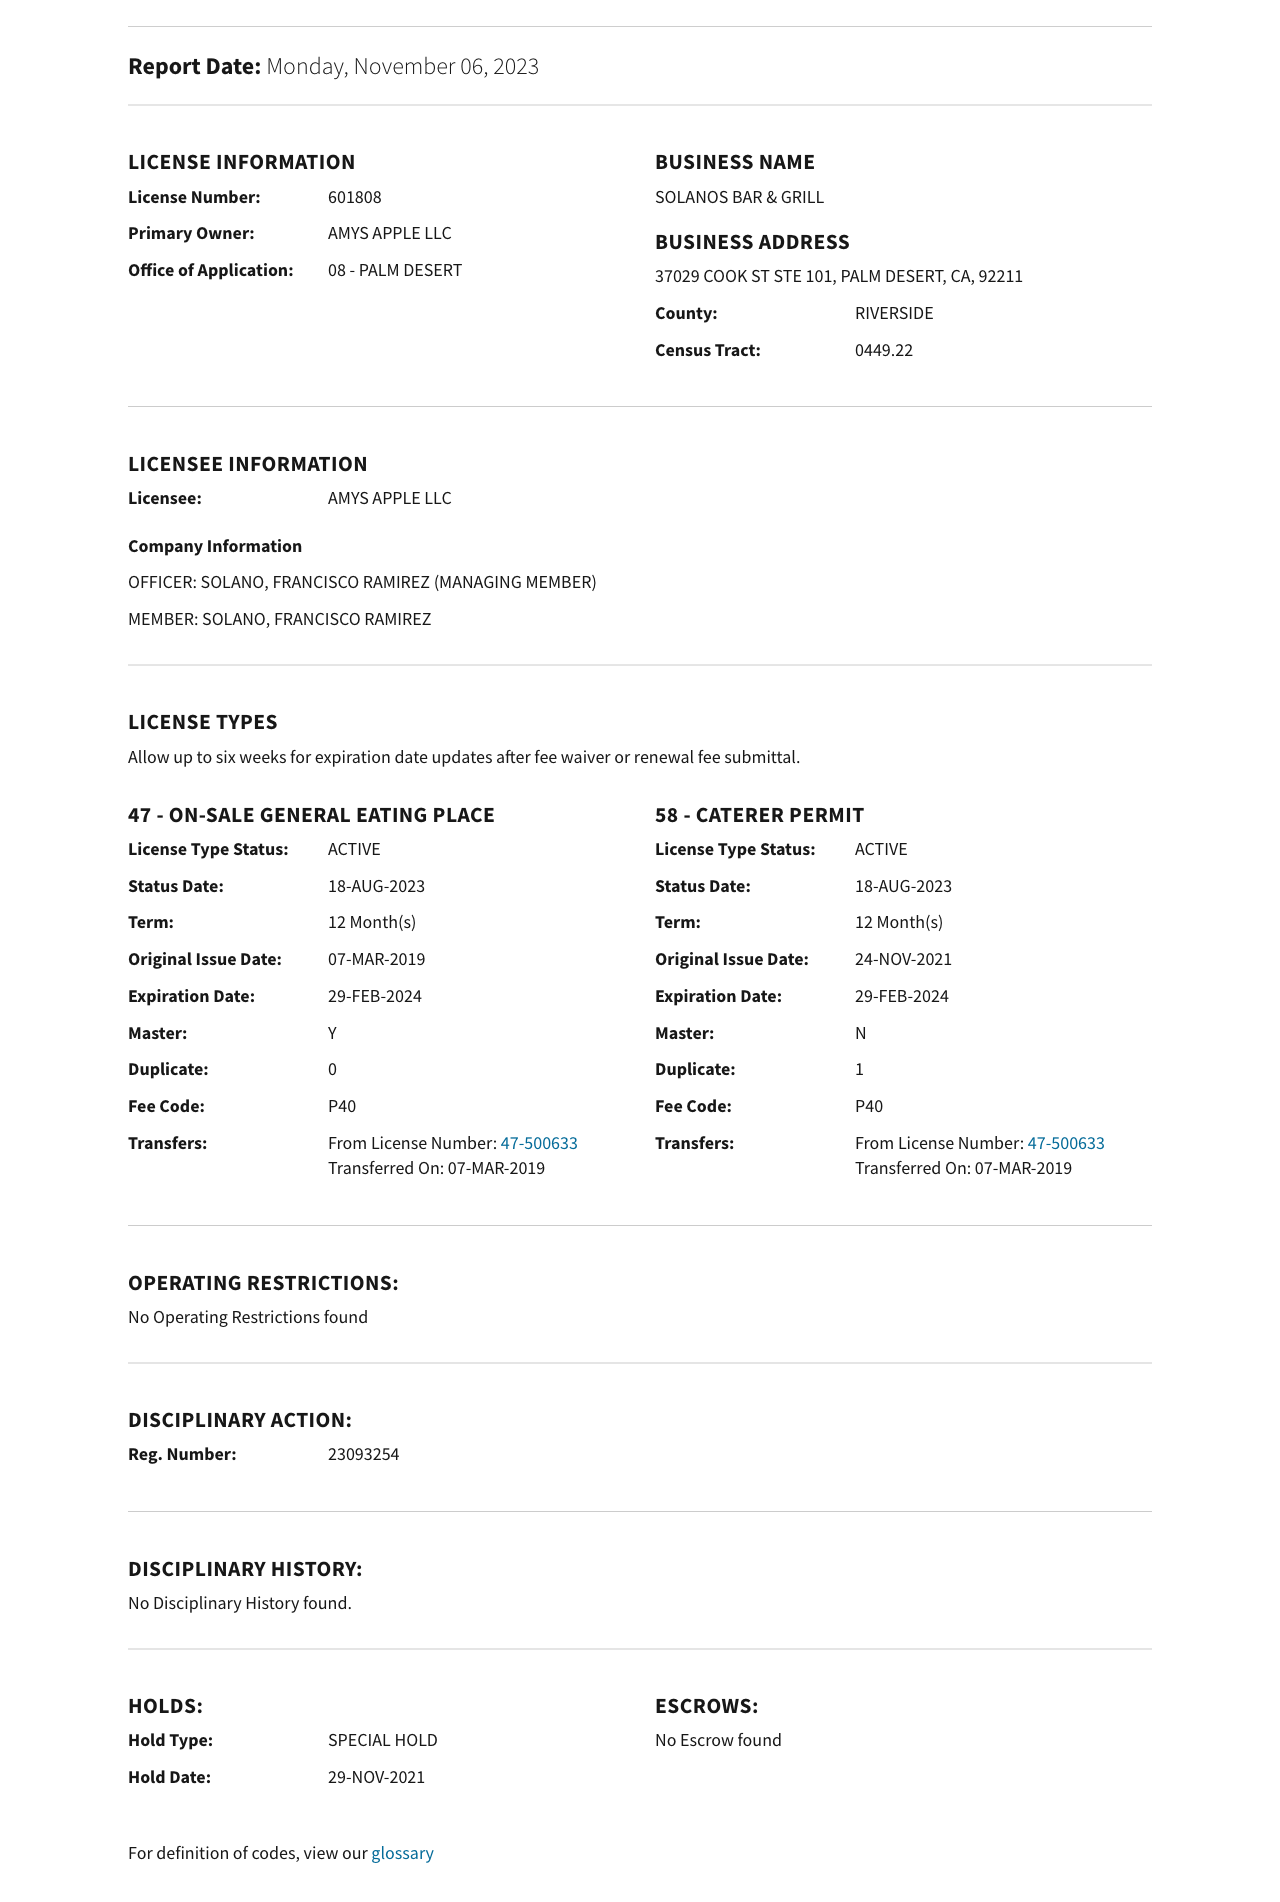 Report Date: Monday, November 06, 2023
LICENSE INFORMATION
License Number: 601808
Primary Owner: AMYS APPLE LLC
Office of Application: 08 - PALM DESERT
BUSINESS NAME
SOLANOS BAR & GRILL
BUSINESS ADDRESS
37029 COOK ST STE 101, PALM DESERT, CA, 92211
County: RIVERSIDE
Census Tract: 0449.22
LICENSEE INFORMATION
Licensee: AMYS APPLE LLC
Company Information
OFFICER: SOLANO, FRANCISCO RAMIREZ (MANAGING MEMBER)
MEMBER: SOLANO, FRANCISCO RAMIREZ
LICENSE TYPES
Allow up to six weeks for expiration date updates after fee waiver or renewal fee submittal.
47 - ON-SALE GENERAL EATING PLACE
License Type Status: ACTIVE
Status Date: 18-AUG-2023
Term: 12 Month(s)
Original Issue Date: 07-MAR-2019
Expiration Date: 29-FEB-2024
Master: Y
Duplicate: 0
Fee Code: P40
Transfers: From License Number: 47-500633
Transferred On: 07-MAR-2019
58 - CATERER PERMIT
License Type Status: ACTIVE
Status Date: 18-AUG-2023
Term: 12 Month(s)
Original Issue Date: 24-NOV-2021
Expiration Date: 29-FEB-2024
Master: N
Duplicate: 1
Fee Code: P40
Transfers: From License Number: 47-500633
Transferred On: 07-MAR-2019
OPERATING RESTRICTIONS:
No Operating Restrictions found
DISCIPLINARY ACTION:
Reg. Number: 23093254
DISCIPLINARY HISTORY:
No Disciplinary History found.
HOLDS:
Hold Type: SPECIAL HOLD
Hold Date: 29-NOV-2021
ESCROWS:
No Escrow found
For definition of codes, view our glossary